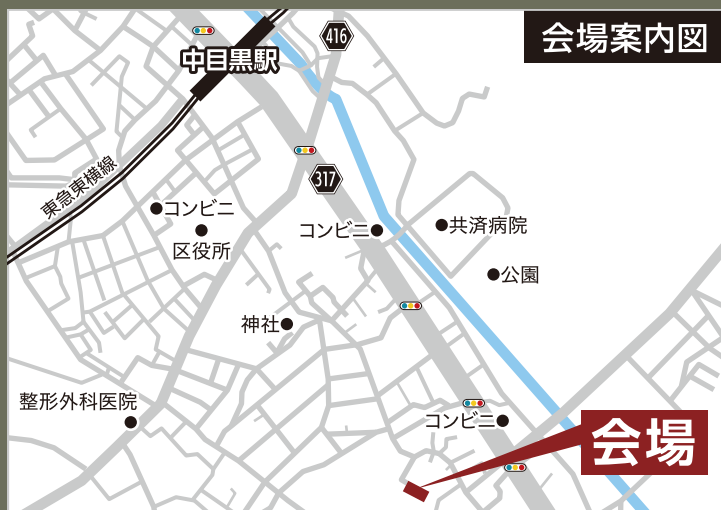 会場案内図
416
中目黒駅
317
東急東横線
コンビニ
区役所
コンビニ
共済病院
公園
神社
整形外科医院
コンビニ
会場